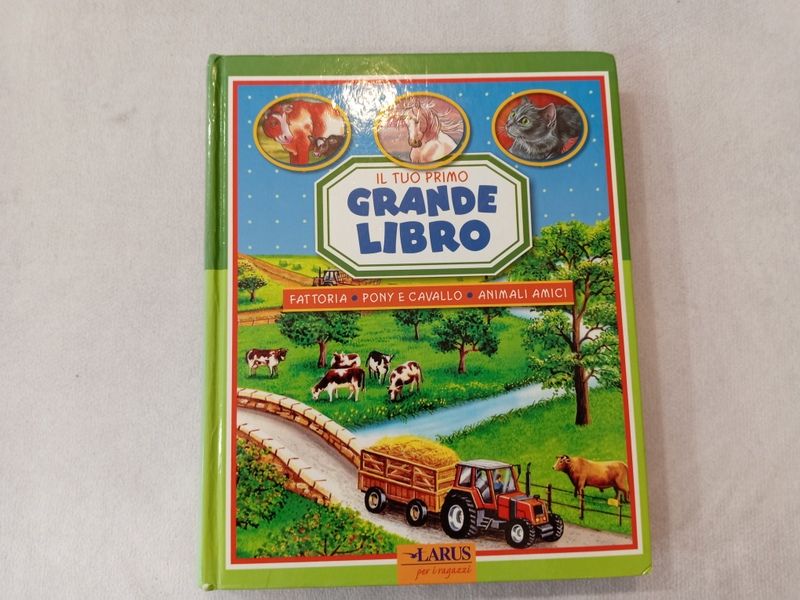 IL TUO PRIMO
GRANDE
LIBRO
FATTORIA • PONY E CAVALLO • ANIMALI AMICI
LARUS
per i ragazzi